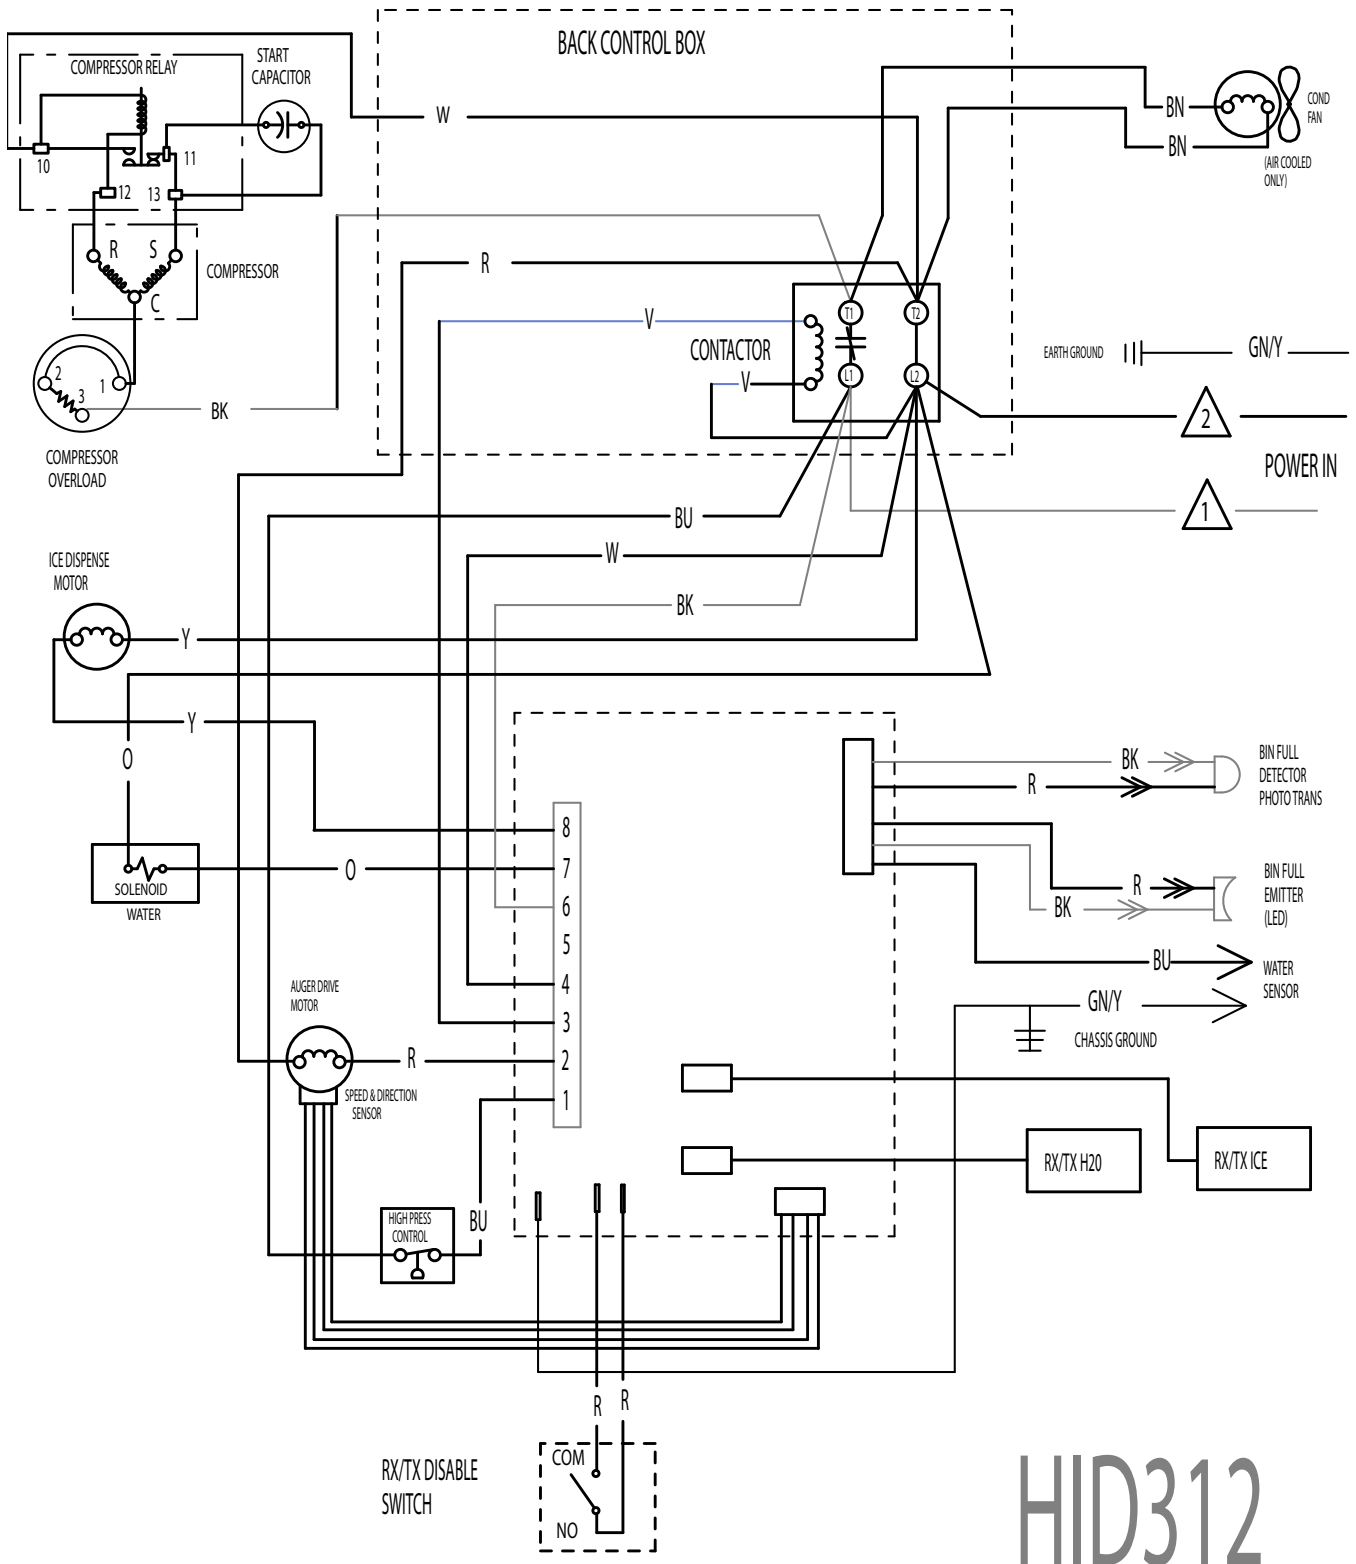 BACK CONTROL BOX
COMPRESSOR RELAY
START
CAPACITOR
10
11
12
13
R
S
C
COMPRESSOR
2
1
3
COMPRESSOR
OVERLOAD
W
BN
BN
COND
FAN
(AIR COOLED
ONLY)
R
V
V
CONTACTOR
T1
T2
L1
L2
BK
EARTH GROUND
GN/Y
2
POWER IN
1
BU
W
BK
ICE DISPENSE
MOTOR
Y
Y
O
SOLENOID
WATER
O
8
7
6
5
4
3
2
1
BK
R
BIN FULL
DETECTOR
PHOTO TRANS
R
BK
BIN FULL
EMITTER
(LED)
BU
WATER
SENSOR
GN/Y
CHASSIS GROUND
AUGER DRIVE
MOTOR
R
SPEED & DIRECTION
SENSOR
RX/TX H20
RX/TX ICE
HIGH PRESS
CONTROL
BU
R
R
RX/TX DISABLE
SWITCH
COM
NO
HID312